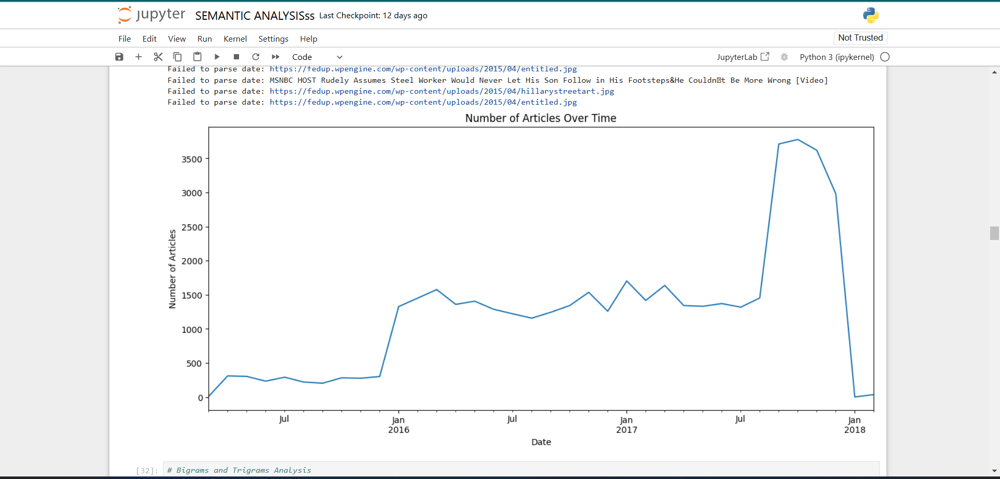 jupyter SEMANTIC ANALYSISss Last Checkpoint: 12 days ago
File Edit View Run Kernel Settings Help
Not Trusted
Code
JupyterLab
Python 3 (ipykernel)
Failed to parse date: https://fedup.wpengine.com/wp-content/uploads/2015/04/entitled.jpg
Failed to parse date: MSNBC HOST Rudely Assumes Steel Worker Would Never Let His Son Follow in His Footsteps&He Couldn�t Be More Wrong [Video]
Failed to parse date: https://fedup.wpengine.com/wp-content/uploads/2015/04/hillarystreetart.jpg
Failed to parse date: https://fedup.wpengine.com/wp-content/uploads/2015/04/entitled.jpg
Number of Articles Over Time
Number of Articles
3500
3000
2500
2000
1500
1000
500
0
Jul Jan Jul Jan Jul Jan
2016 2017 2018
Date
[32]: # Bigrams and Trigrams Analysis